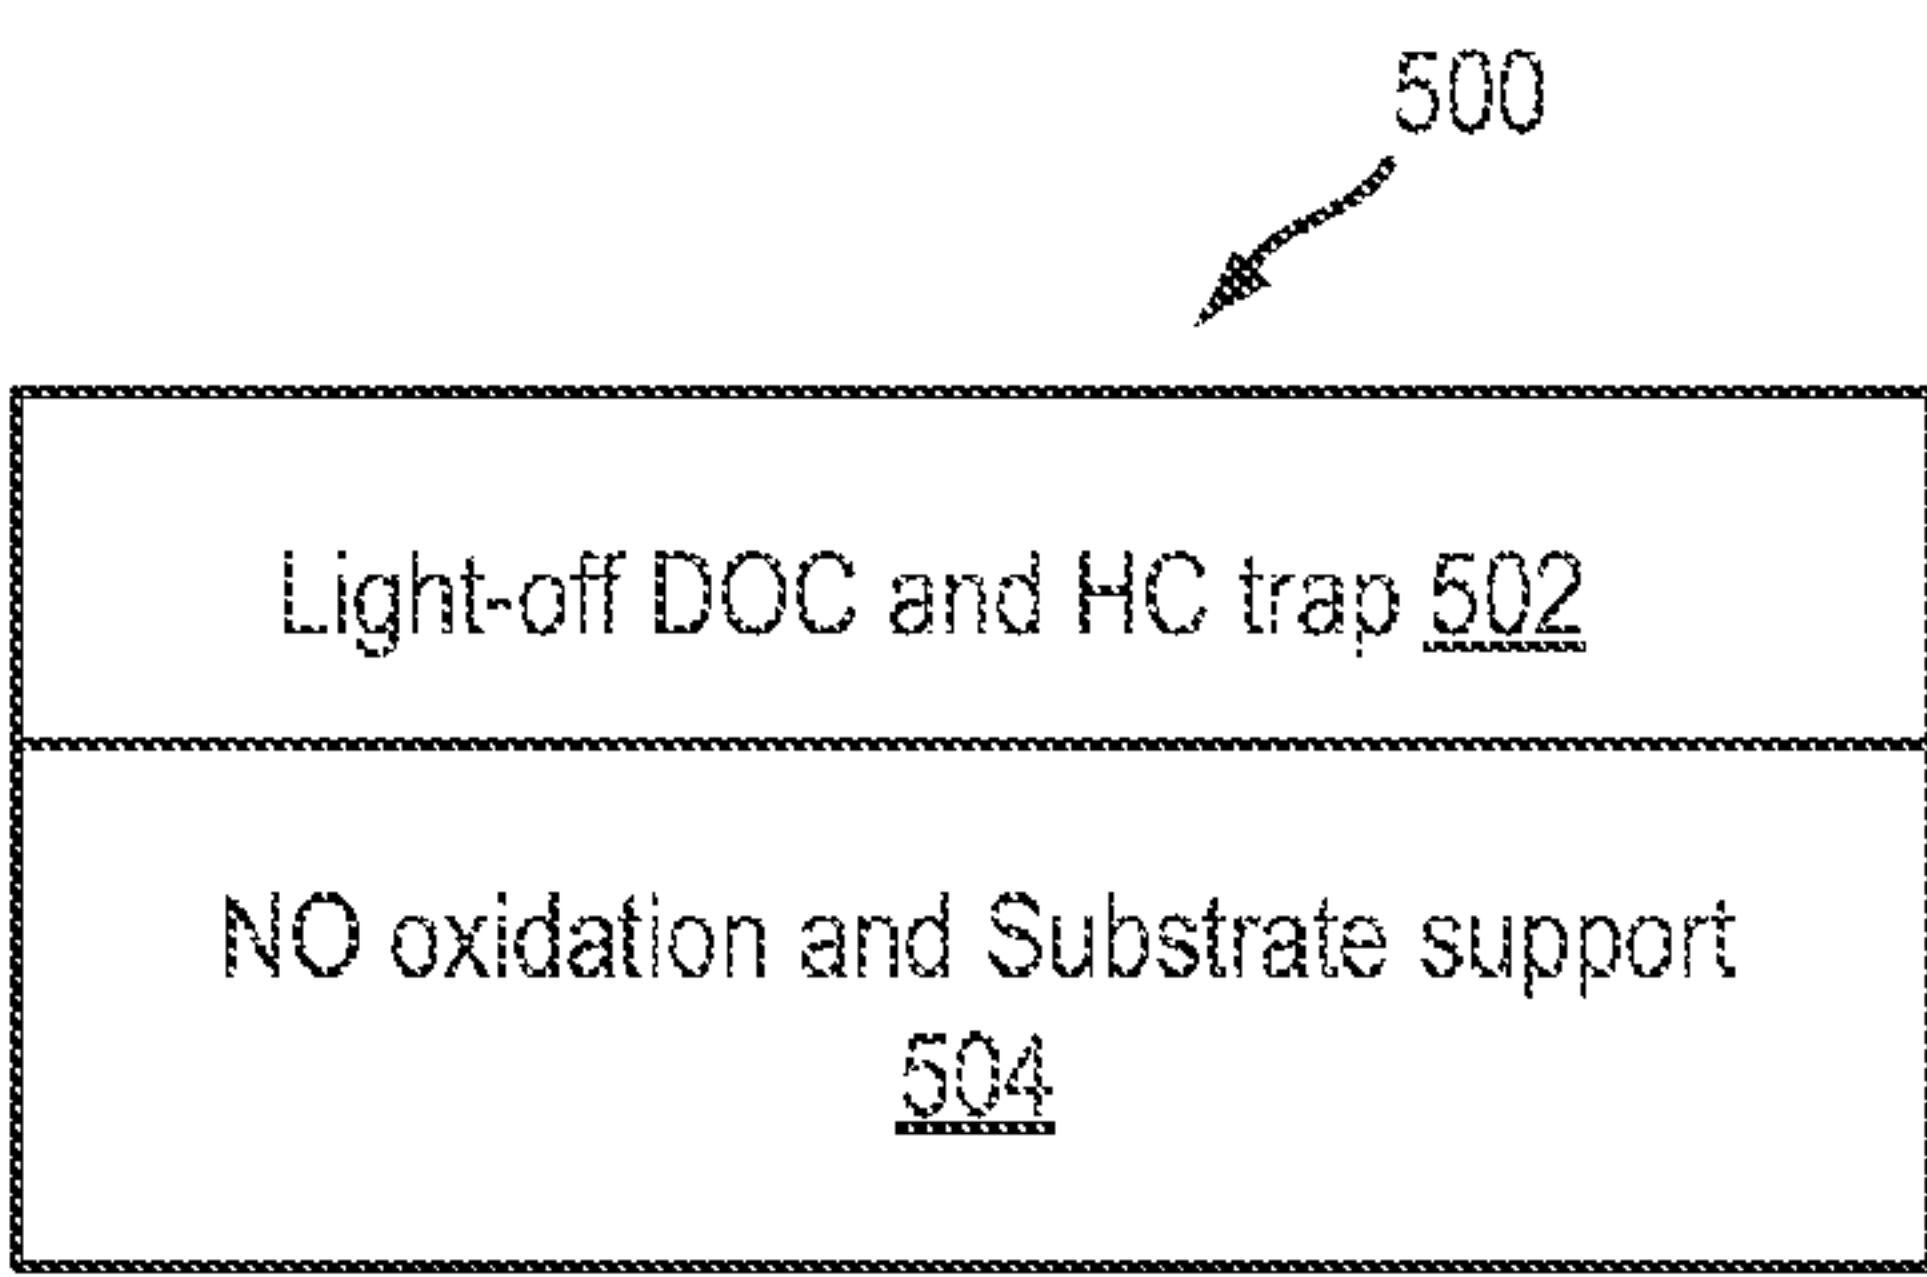 500
Light-off DOC and HC trap 502
NO oxidation and Substrate support
504